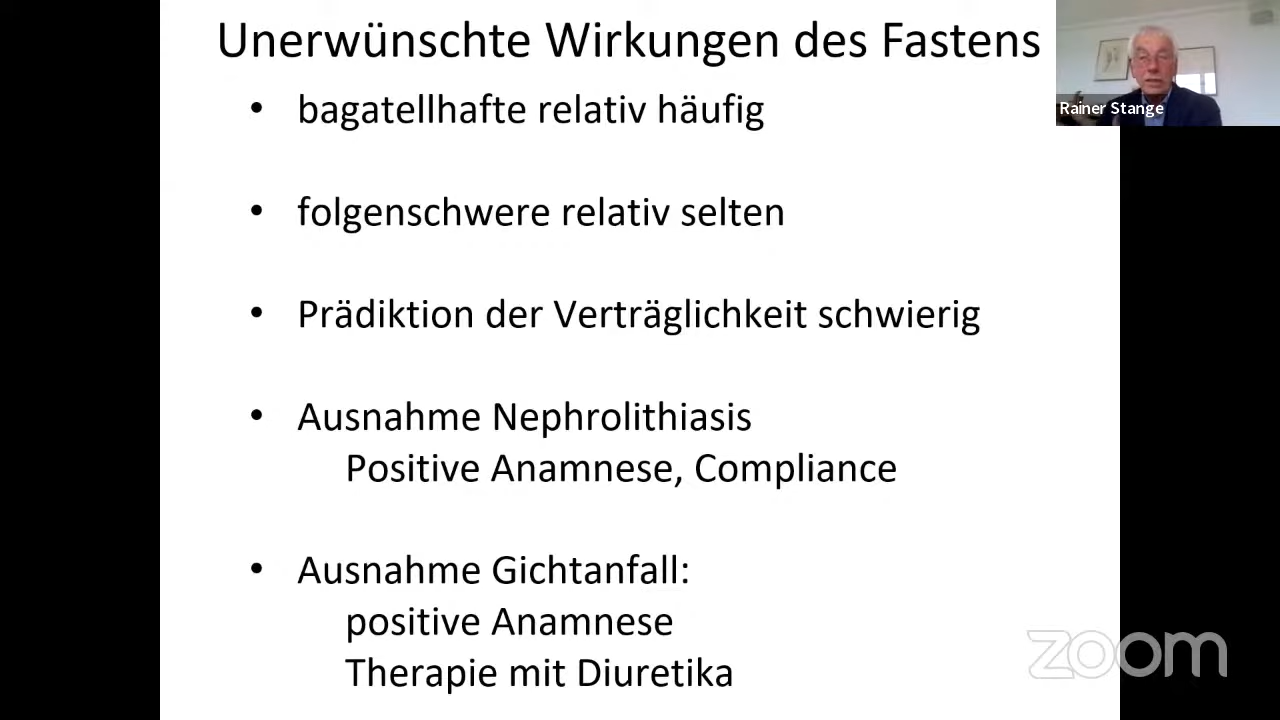 Unerwünschte Wirkungen des Fastens
Rainer Stange
• bagatellhafte relativ häufig
• folgenschwere relativ selten
• Prädiktion der Verträglichkeit schwierig
• Ausnahme Nephrolithiasis
Positive Anamnese, Compliance
• Ausnahme Gichtanfall:
positive Anamnese
Therapie mit Diuretika
zoom